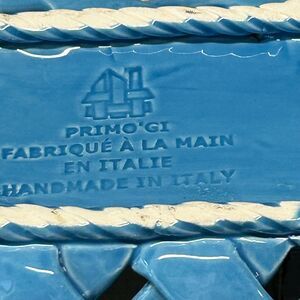 PRIMO'GI
FABRIQUÉ À LA MAIN
EN ITALIE
HANDMADE IN ITALY